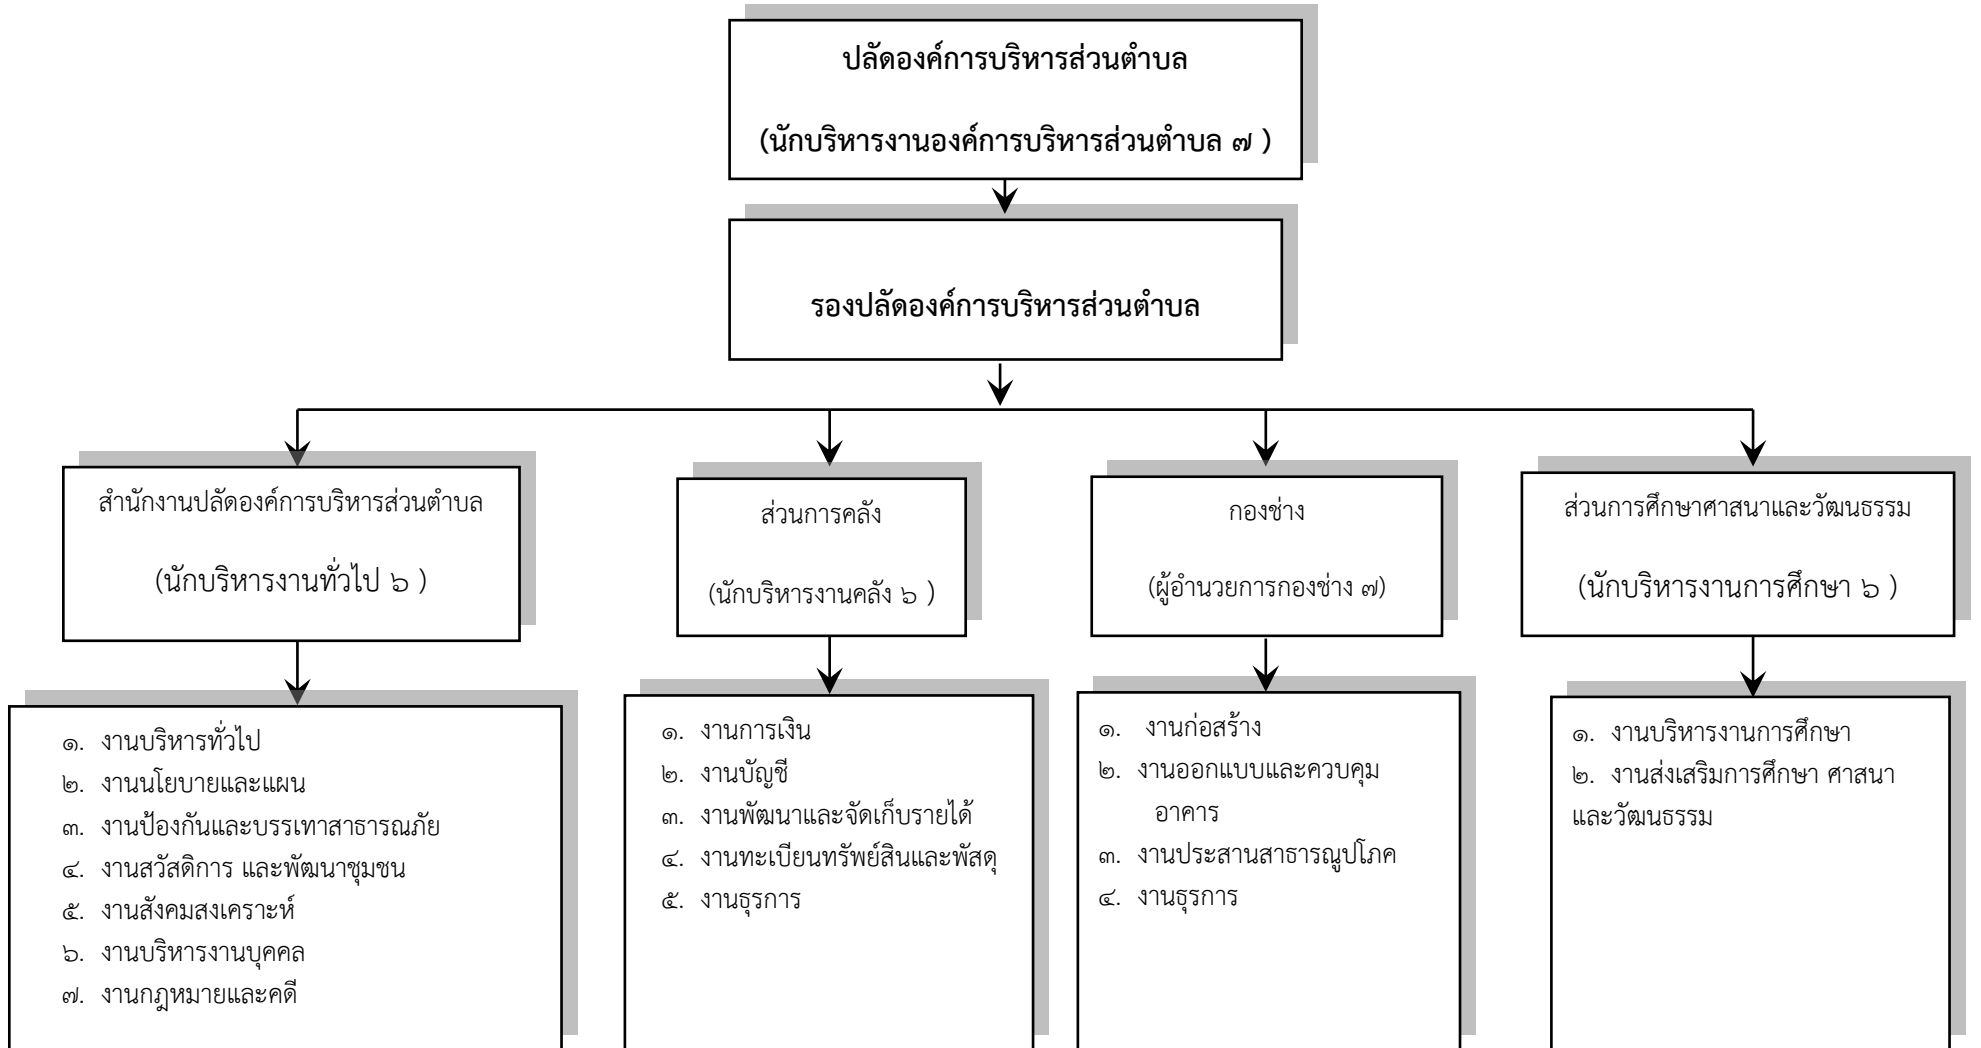 ปลัดองค์การบริหารส่วนตำบล
(นักบริหารงานองค์การบริหารส่วนตำบล ๗ )
รองปลัดองค์การบริหารส่วนตำบล
สำนักงานปลัดองค์การบริหารส่วนตำบล
(นักบริหารงานทั่วไป ๖ )
ส่วนการคลัง
(นักบริหารงานคลัง ๖ )
กองช่าง
(ผู้อำนวยการกองช่าง ๗)
ส่วนการศึกษาศาสนาและวัฒนธรรม
(นักบริหารงานการศึกษา ๖ )
๑. งานบริหารทั่วไป
๒. งานนโยบายและแผน
๓. งานป้องกันและบรรเทาสาธารณภัย
๔. งานสวัสดิการ และพัฒนาชุมชน
๕. งานสังคมสงเคราะห์
๖. งานบริหารงานบุคคล
๗. งานกฎหมายและคดี
๑. งานการเงิน
๒. งานบัญชี
๓. งานพัฒนาและจัดเก็บรายได้
๔. งานทะเบียนทรัพย์สินและพัสดุ
๕. งานธุรการ
๑. งานก่อสร้าง
๒. งานออกแบบและควบคุม
อาคาร
๓. งานประสานสาธารณูปโภค
๔. งานธุรการ
๑. งานบริหารงานการศึกษา
๒. งานส่งเสริมการศึกษา ศาสนา
และวัฒนธรรม